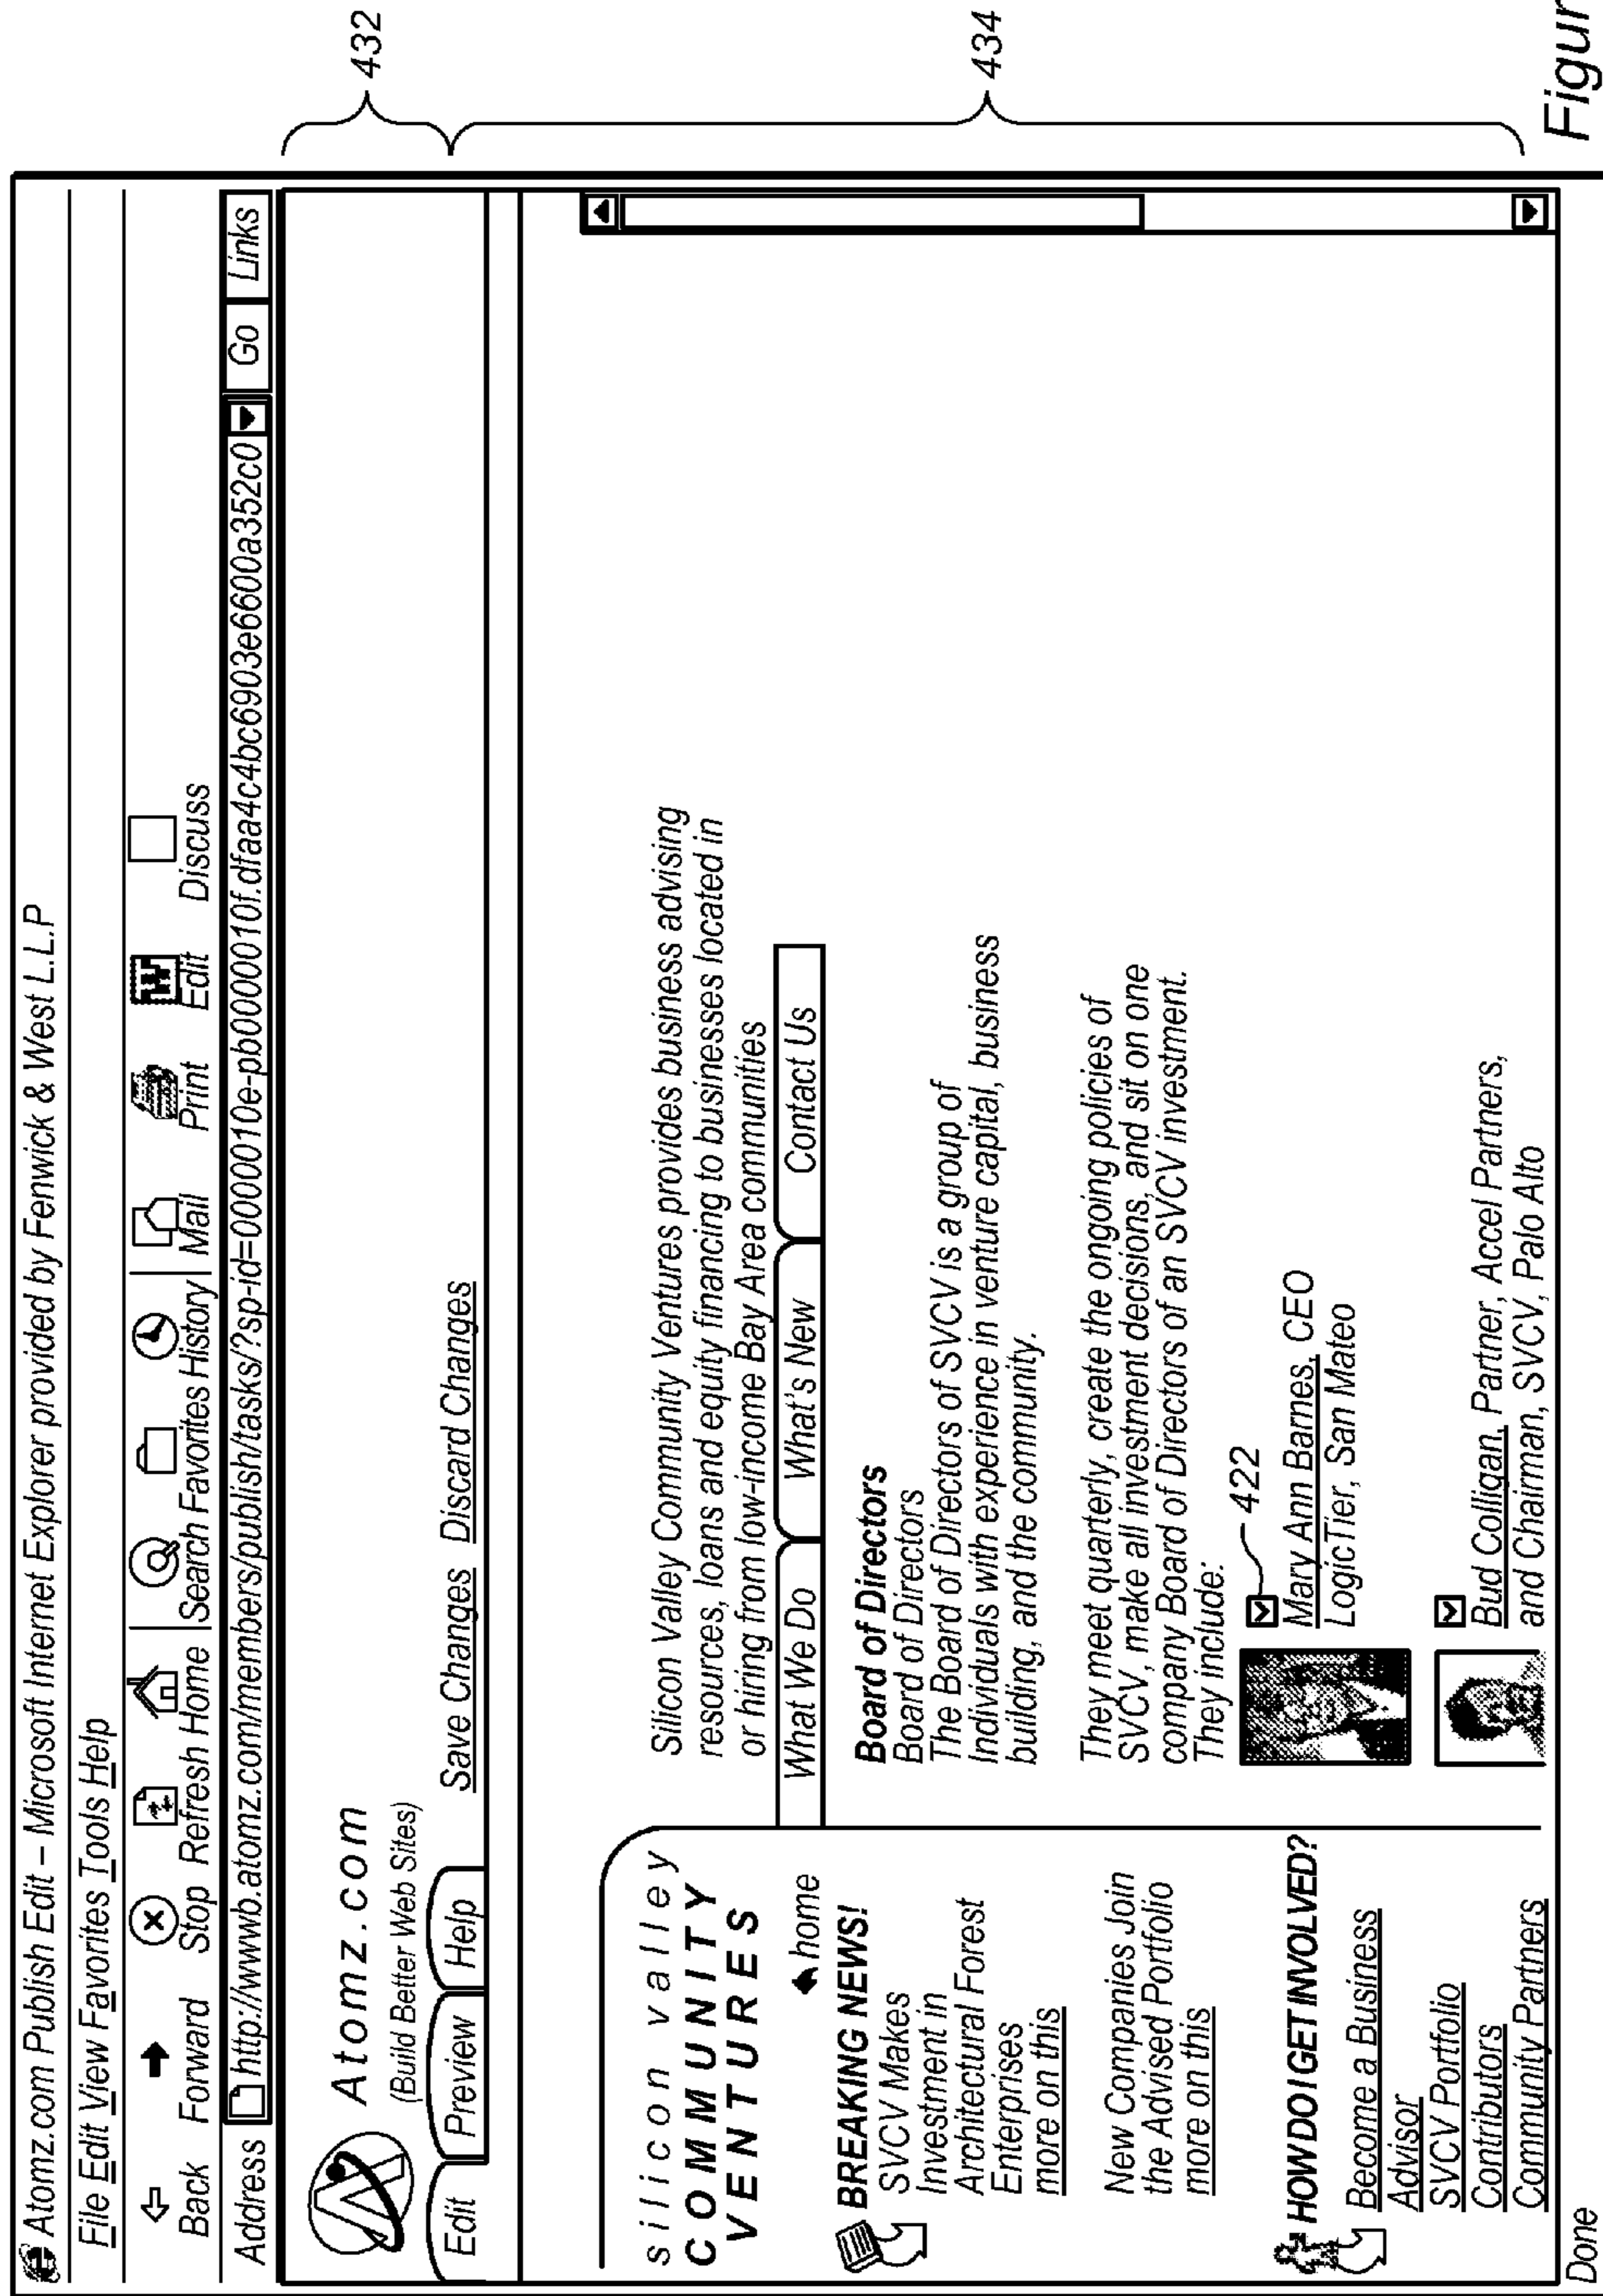 Atomz.com Publish Edit – Microsoft Internet Explorer provided by Fenwick & West L.L.P
File Edit View Favorites Tools Help
Back Forward Stop Refresh Home Search Favorites History Mail Print Edit Discuss
Address http://wwwb.atomz.com/members/publish/tasks/?sp-id=0000010e-pb0000010f.dfaa4c4bc6903e6600a352c0 Go Links
Atomz.com
(Build Better Web Sites)
Edit Preview Help Save Changes Discard Changes
432
silicon valley
COMMUNITY
VENTURES
home
BREAKING NEWS!
SVCV Makes
Investment in
Architectural Forest
Enterprises
more on this
New Companies Join
the Advised Portfolio
more on this
HOW DO I GET INVOLVED?
Become a Business
Advisor
SVCV Portfolio
Contributors
Community Partners
Silicon Valley Community Ventures provides business advising
resources, loans and equity financing to businesses located in
or hiring from low-income Bay Area communities
What We Do What's New Contact Us
Board of Directors
Board of Directors
The Board of Directors of SVCV is a group of
Individuals with experience in venture capital, business
building, and the community.
They meet quarterly, create the ongoing policies of
SVCV, make all investment decisions, and sit on one
company Board of Directors of an SVCV investment.
They include:
422
Mary Ann Barnes, CEO
LogicTier, San Mateo
Bud Colligan, Partner, Accel Partners,
and Chairman, SVCV, Palo Alto
434
Done